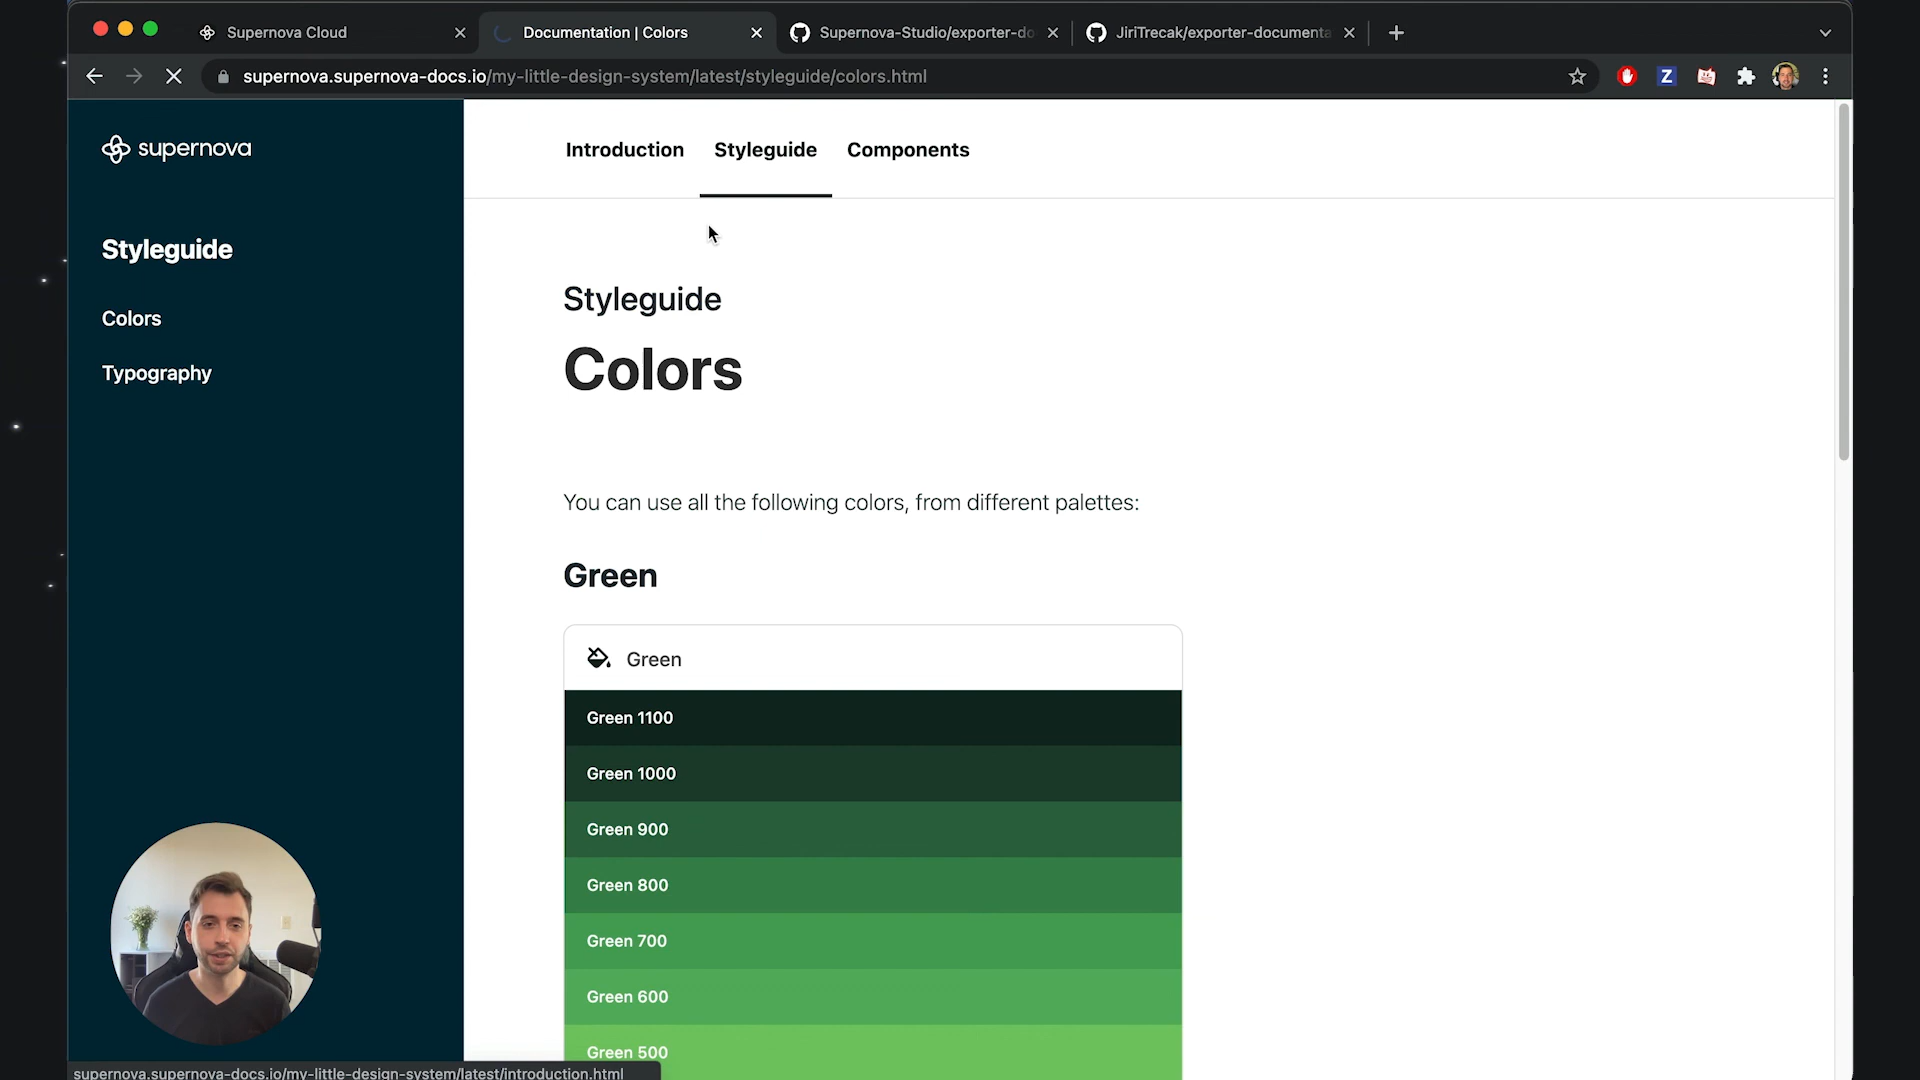 Supernova Cloud
Documentation | Colors
Supernova-Studio/exporter-do
JiriTrecak/exporter-documenta
supernova.supernova-docs.io/my-little-design-system/latest/styleguide/colors.html
Z
supernova
Introduction
Styleguide
Components
Styleguide
Colors
Typography
Styleguide
Colors
You can use all the following colors, from different palettes:
Green
Green
Green 1100
Green 1000
Green 900
Green 800
Green 700
Green 600
Green 500
supernova.supernova-docs.io/my-little-design-system/latest/introduction.html